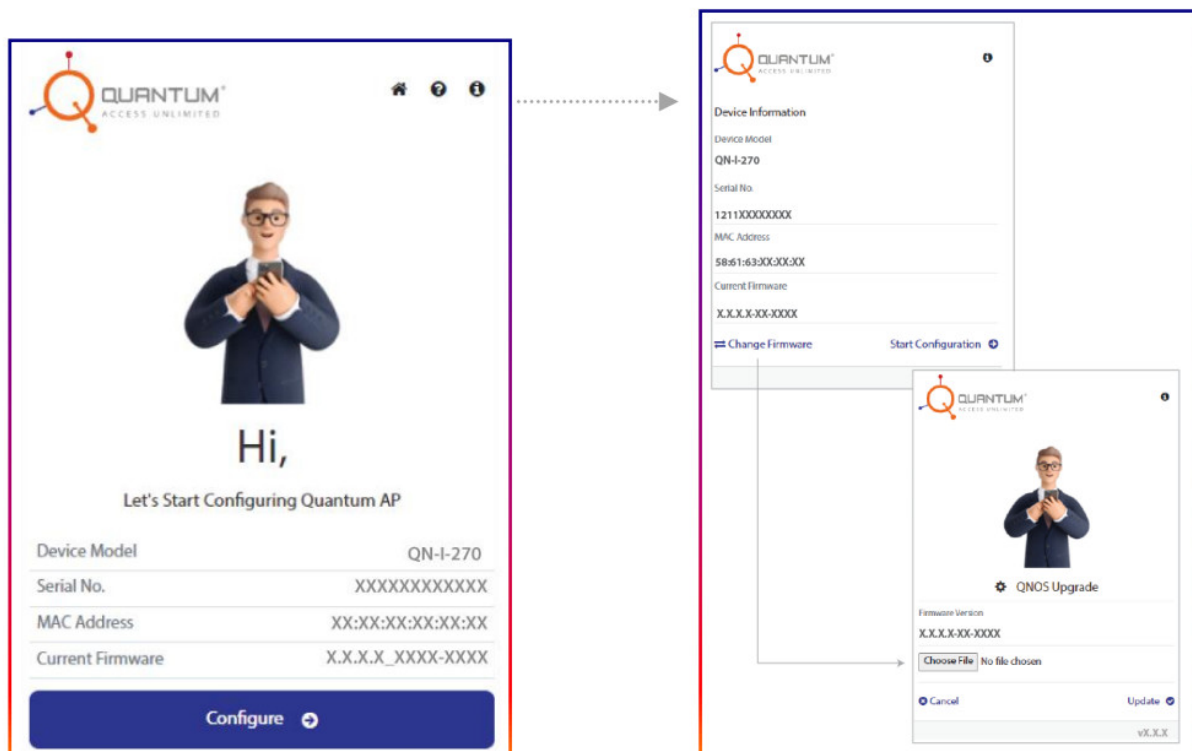 QUANTUM®
ACCESS UNLIMITED
Hi,
Let's Start Configuring Quantum AP
Device Model QN-I-270
Serial No. XXXXXXXXXXXX
MAC Address XX:XX:XX:XX:XX:XX
Current Firmware X.X.X.X_XXXX-XXXX
Configure
QUANTUM®
ACCESS UNLIMITED
Device Information
Device Model
QN-I-270
Serial No.
1211XXXXXXXX
MAC Address
58:61:63:XX:XX:XX
Current Firmware
X.X.X.X-XX-XXXX
Change Firmware Start Configuration
QUANTUM®
ACCESS UNLIMITED
QNOS Upgrade
Firmware Version
X.X.X.X-XX-XXXX
Choose File No file chosen
Cancel Update
vX.X.X